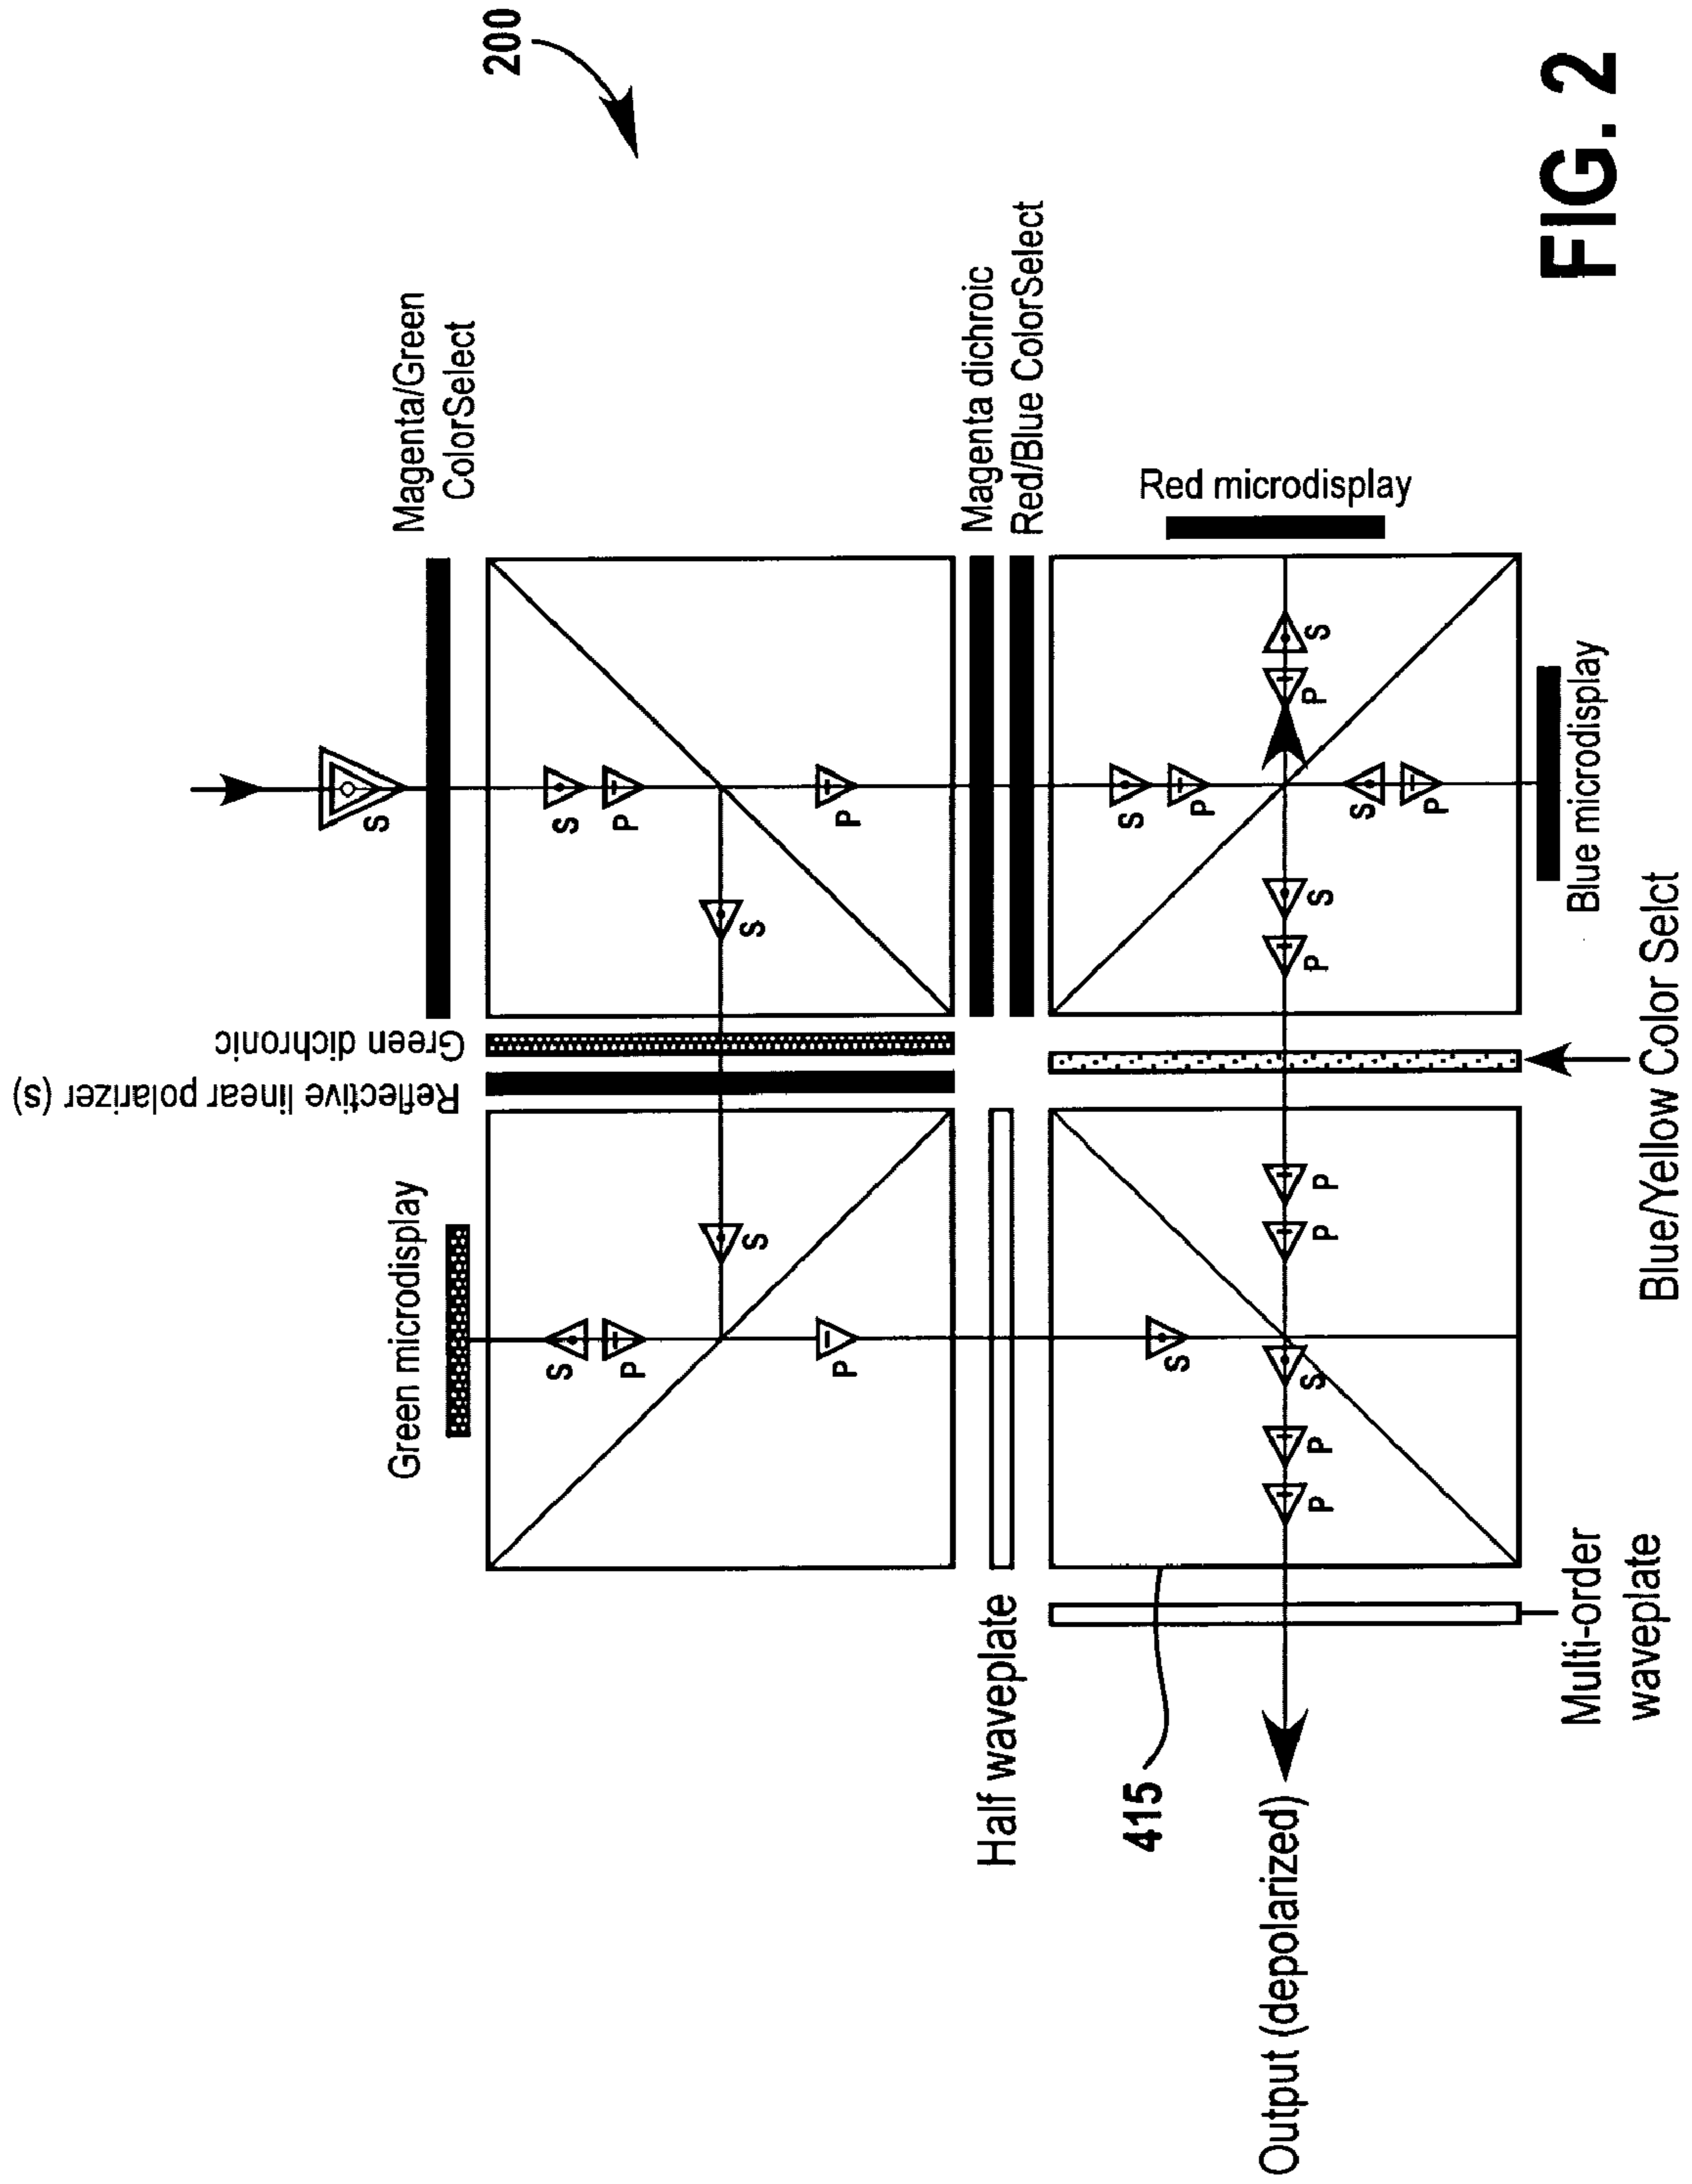 200
FIG. 2
Magenta/Green
ColorSelect
S
S
P
P
S
Green dichronic
Reflective linear polarizer (s)
Magenta dichroic
Red/Blue ColorSelect
Red microdisplay
Green microdisplay
S
S
P
P
S
P
S
P
S
P
S
P
Blue microdisplay
Blue/Yellow Color Selct
P
P
S
S
P
P
Half waveplate
415
Multi-order
waveplate
Output (depolarized)